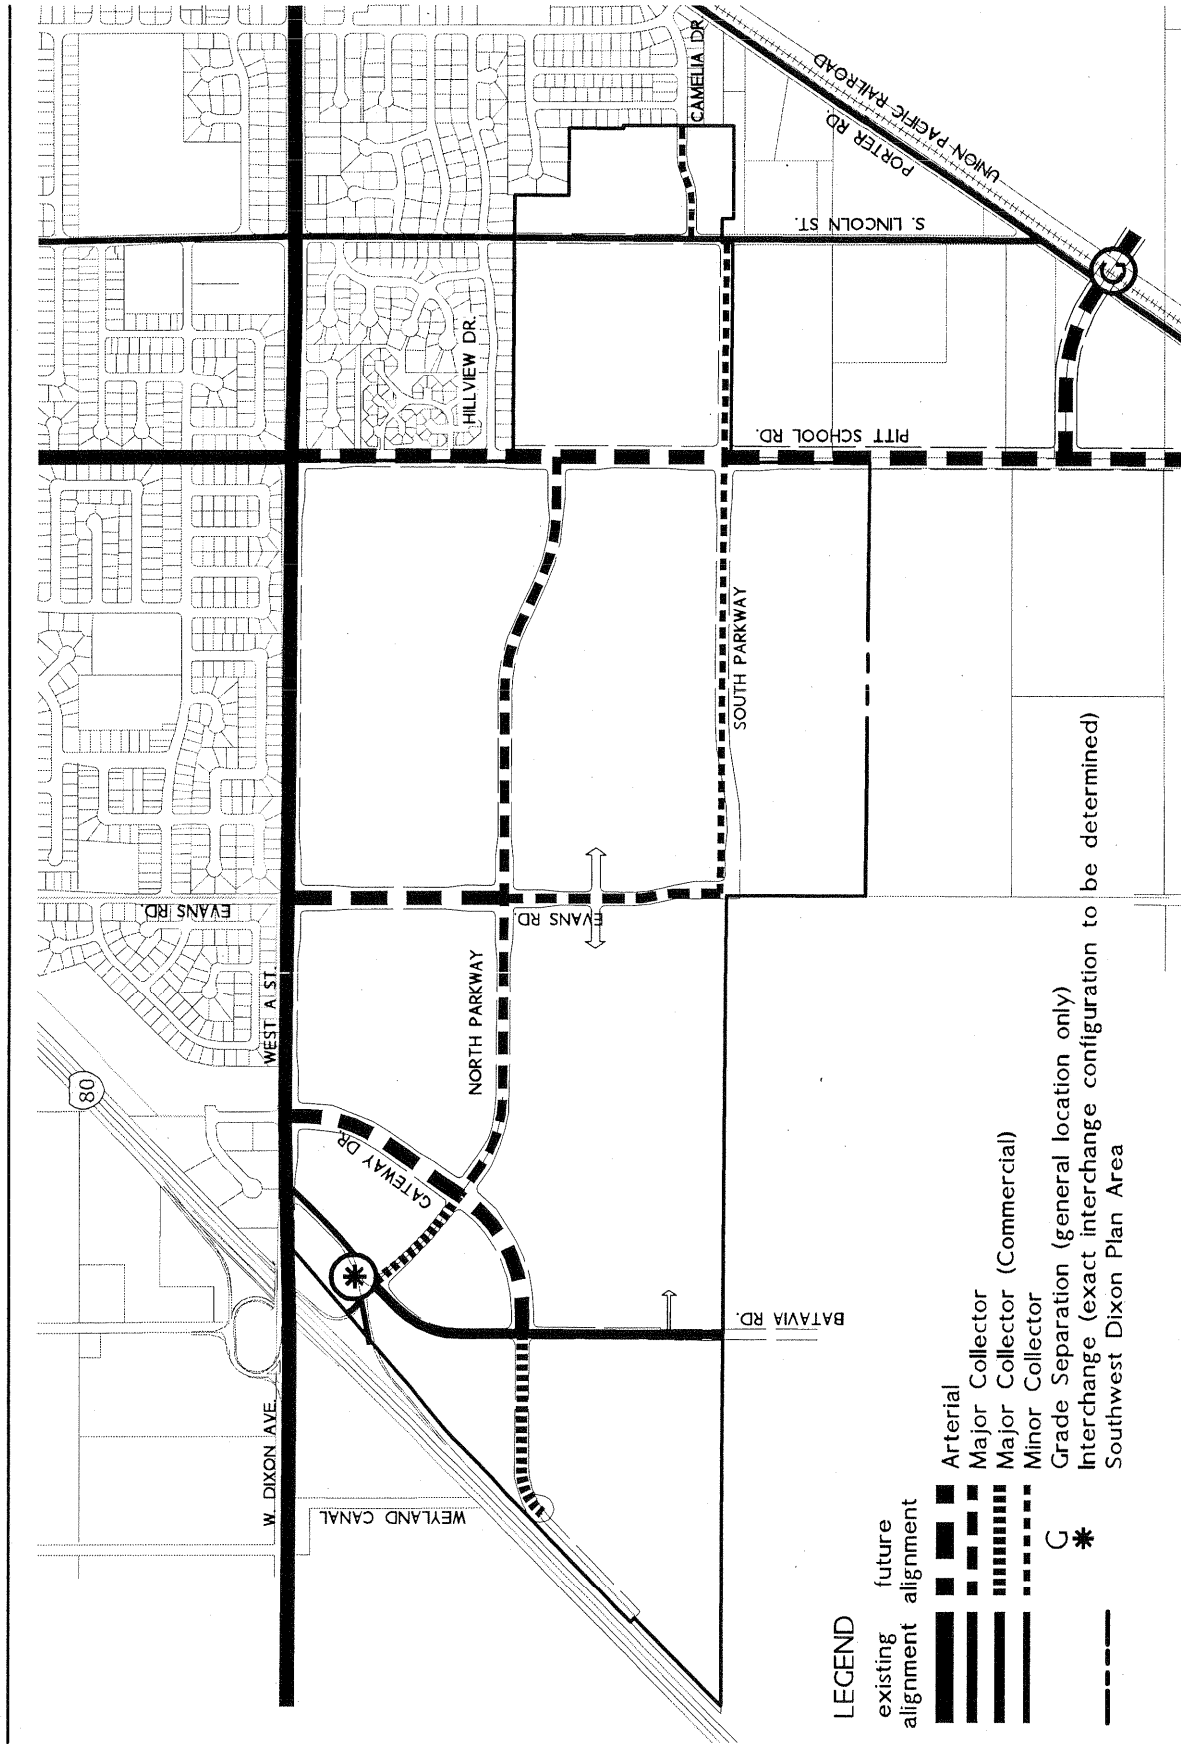 CAMELIA DR
UNION PACIFIC RAILROAD
PORTER RD.
S. LINCOLN ST.
G
HILLVIEW DR.
PITT SCHOOL RD.
SOUTH PARKWAY
EVANS RD.
EVANS RD.
NORTH PARKWAY
WEST A ST.
80
GATEWAY DR.
BATAVIA RD.
W. DIXON AVE.
WEYLAND CANAL
LEGEND
existing alignment
future alignment
Arterial
Major Collector
Major Collector (Commercial)
Minor Collector
G Grade Separation (general location only)
* Interchange (exact interchange configuration to be determined)
Southwest Dixon Plan Area